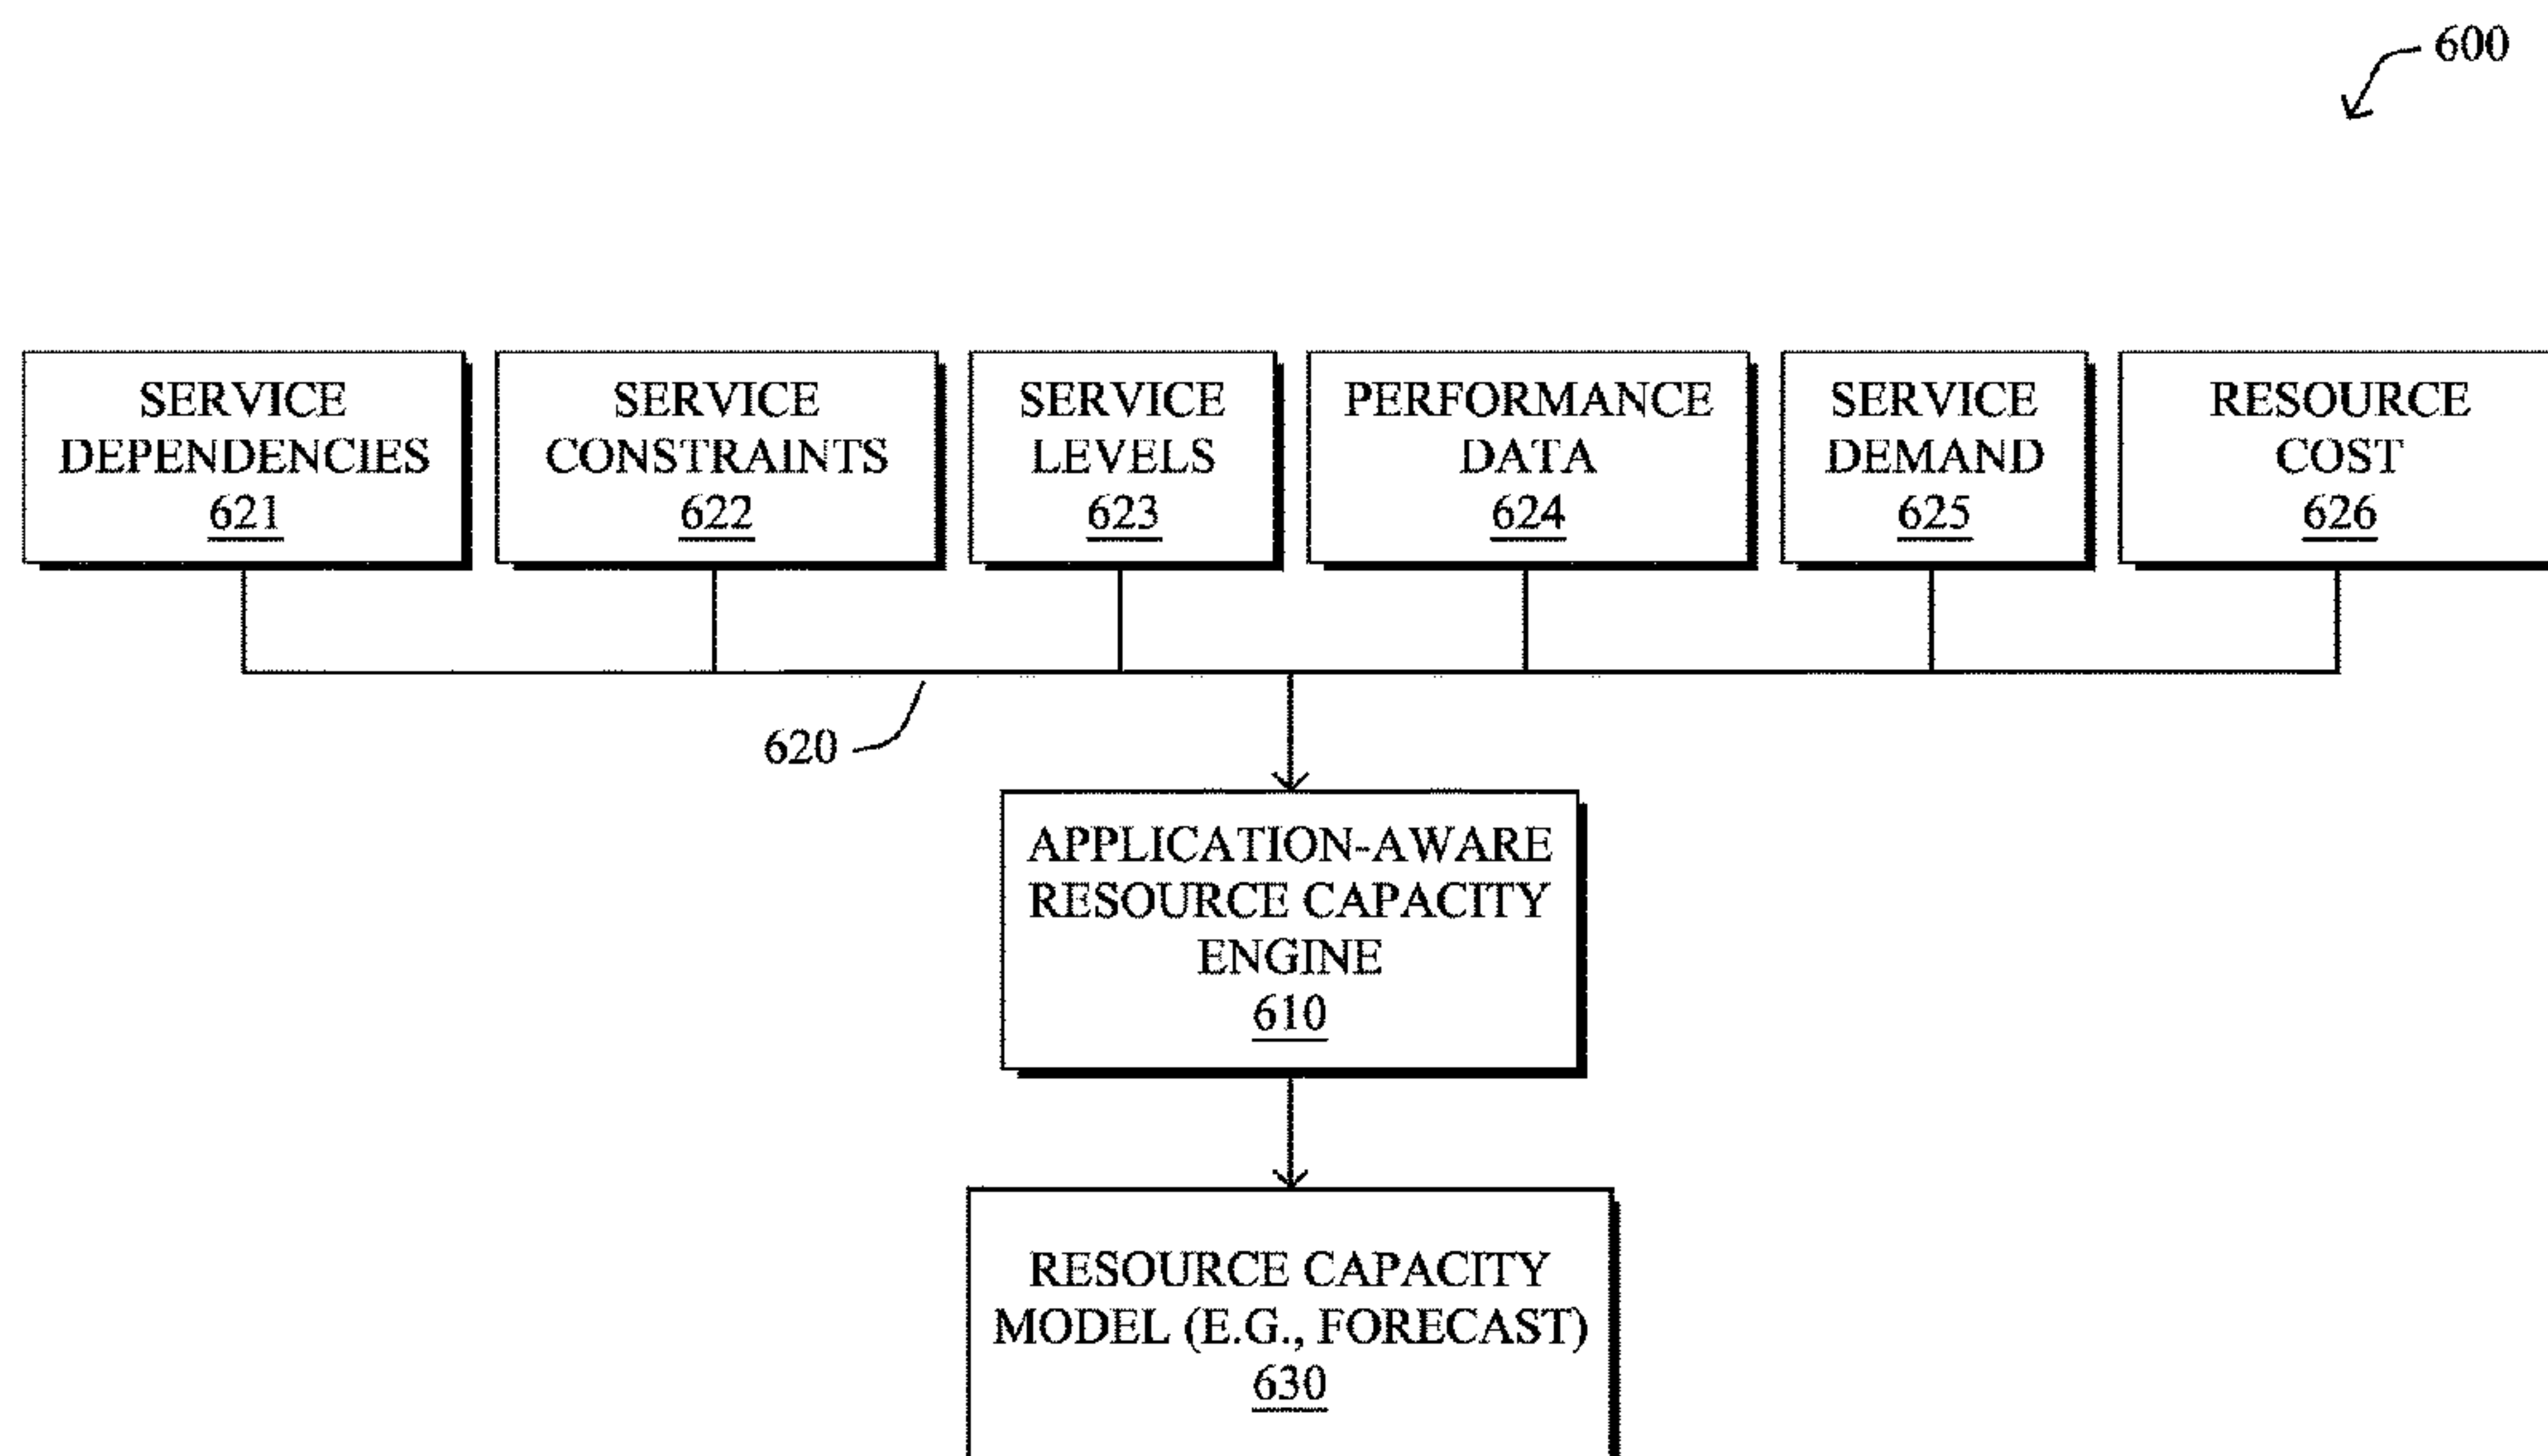 600
SERVICE
DEPENDENCIES
621
SERVICE
CONSTRAINTS
622
SERVICE
LEVELS
623
PERFORMANCE
DATA
624
SERVICE
DEMAND
625
RESOURCE
COST
626
620
APPLICATION-AWARE
RESOURCE CAPACITY
ENGINE
610
RESOURCE CAPACITY
MODEL (E.G., FORECAST)
630